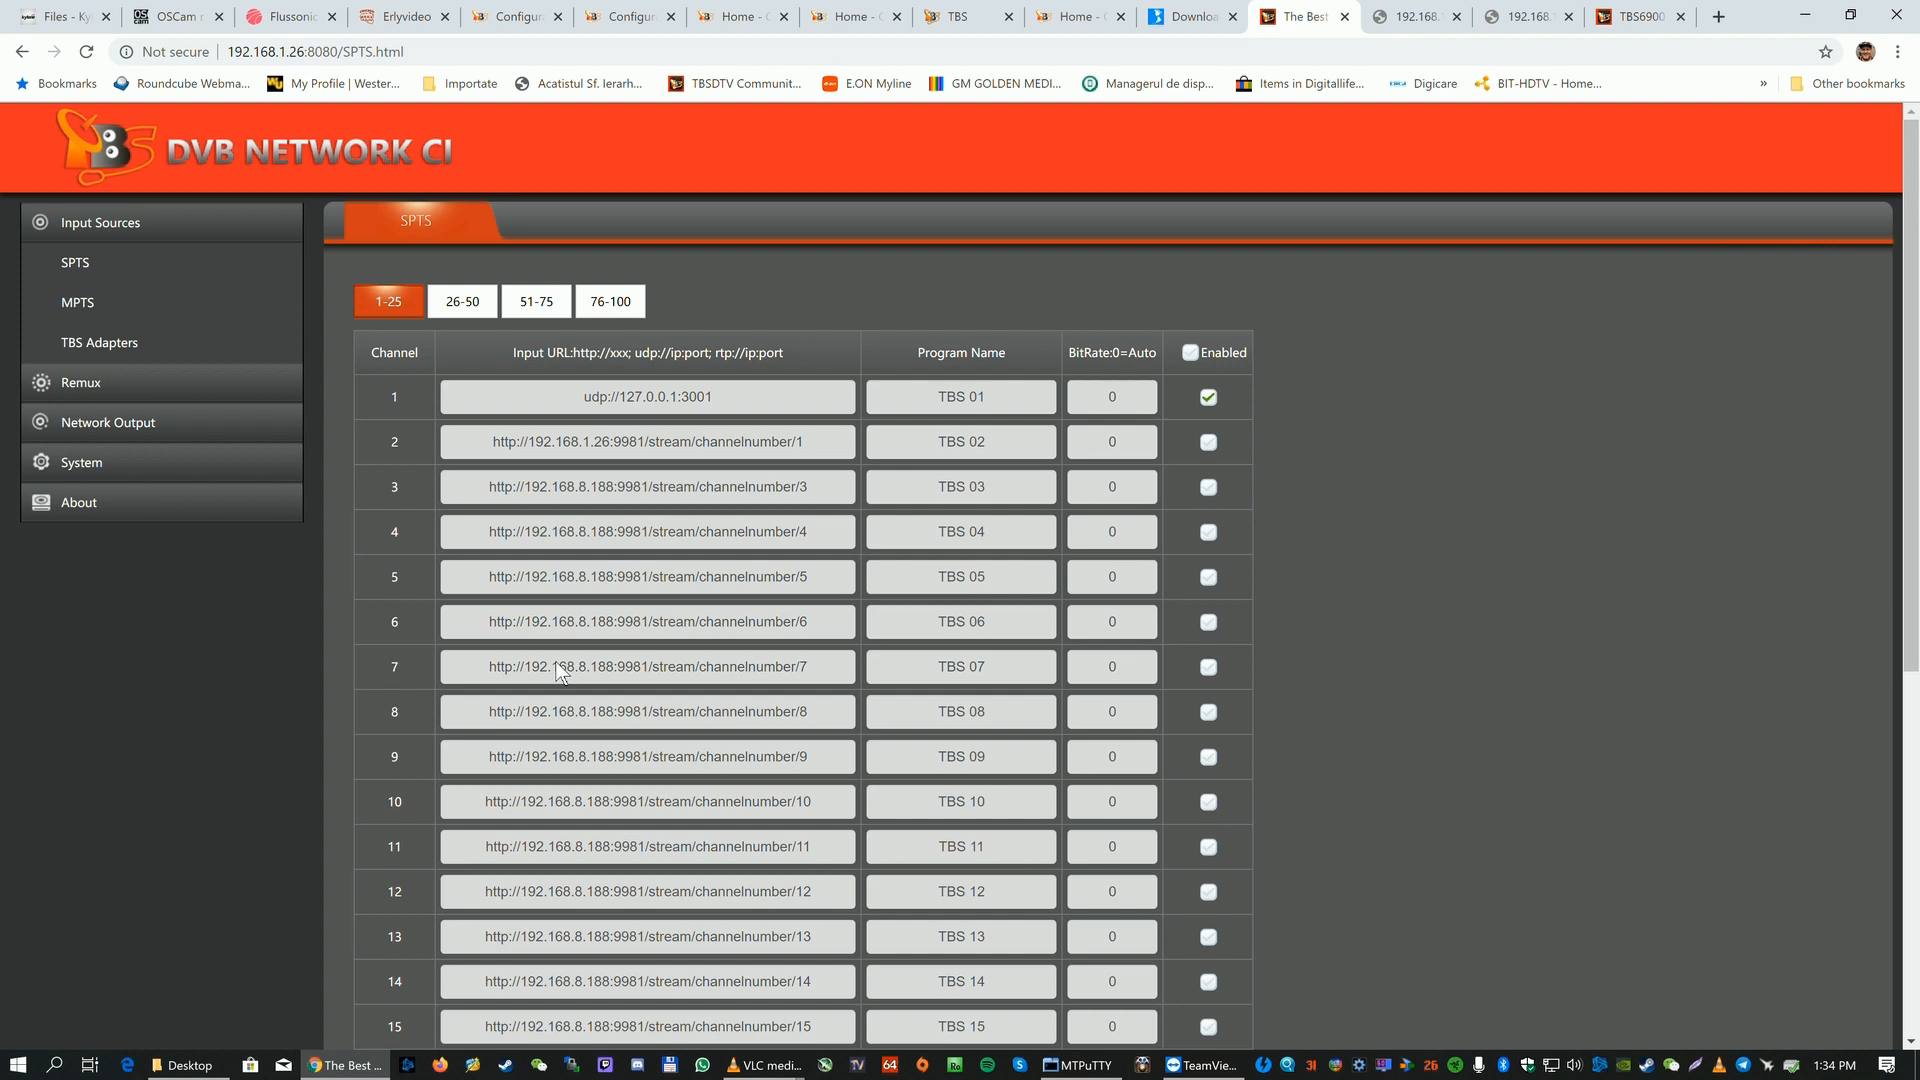 Files - Ky
OSCam r
Flussonic
Erlyvideo
Configur
Configur
Home - C
Home - C
TBS
Home - C
Downloa
The Best
192.168.
192.168.
TBS6900
Not secure
192.168.1.26:8080/SPTS.html
Bookmarks
Roundcube Webma...
My Profile | Wester...
Importate
Acatistul Sf. Ierarh...
TBSDTV Communit...
E.ON Myline
GM GOLDEN MEDI...
Managerul de disp...
Items in Digitallife...
Digicare
BIT-HDTV - Home...
»
Other bookmarks
TBS DVB NETWORK CI
Input Sources
SPTS
MPTS
TBS Adapters
Remux
Network Output
System
About
SPTS
1-25 26-50 51-75 76-100
Channel Input URL:http://xxx; udp://ip:port; rtp://ip:port Program Name BitRate:0=Auto Enabled
1 udp://127.0.0.1:3001 TBS 01 0
2 http://192.168.1.26:9981/stream/channelnumber/1 TBS 02 0
3 http://192.168.8.188:9981/stream/channelnumber/3 TBS 03 0
4 http://192.168.8.188:9981/stream/channelnumber/4 TBS 04 0
5 http://192.168.8.188:9981/stream/channelnumber/5 TBS 05 0
6 http://192.168.8.188:9981/stream/channelnumber/6 TBS 06 0
7 http://192.168.8.188:9981/stream/channelnumber/7 TBS 07 0
8 http://192.168.8.188:9981/stream/channelnumber/8 TBS 08 0
9 http://192.168.8.188:9981/stream/channelnumber/9 TBS 09 0
10 http://192.168.8.188:9981/stream/channelnumber/10 TBS 10 0
11 http://192.168.8.188:9981/stream/channelnumber/11 TBS 11 0
12 http://192.168.8.188:9981/stream/channelnumber/12 TBS 12 0
13 http://192.168.8.188:9981/stream/channelnumber/13 TBS 13 0
14 http://192.168.8.188:9981/stream/channelnumber/14 TBS 14 0
15 http://192.168.8.188:9981/stream/channelnumber/15 TBS 15 0
Desktop
The Best ...
64
VLC medi...
MTPuTTY
TeamVie...
26
1:34 PM